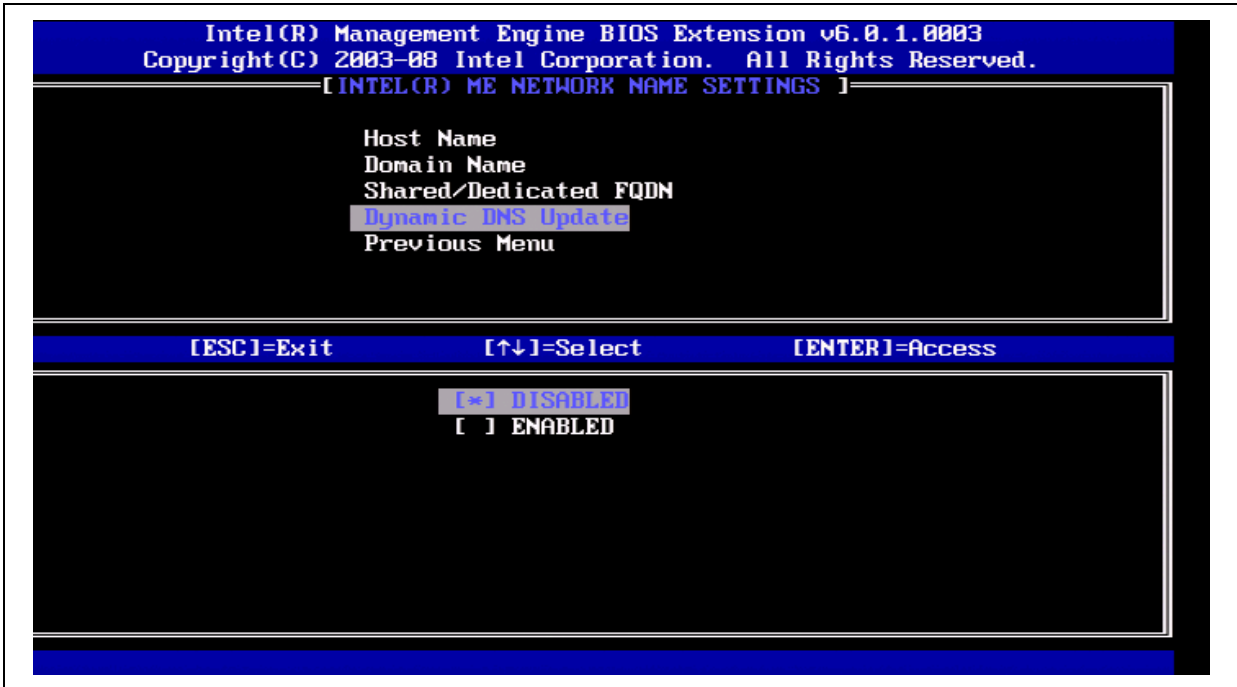 Intel(R) Management Engine BIOS Extension v6.0.1.0003
Copyright(C) 2003-08 Intel Corporation. All Rights Reserved.
[INTEL(R) ME NETWORK NAME SETTINGS ]
Host Name
Domain Name
Shared/Dedicated FQDN
Dynamic DNS Update
Previous Menu
[ESC]=Exit [↑↓]=Select [ENTER]=Access
[*] DISABLED
[ ] ENABLED